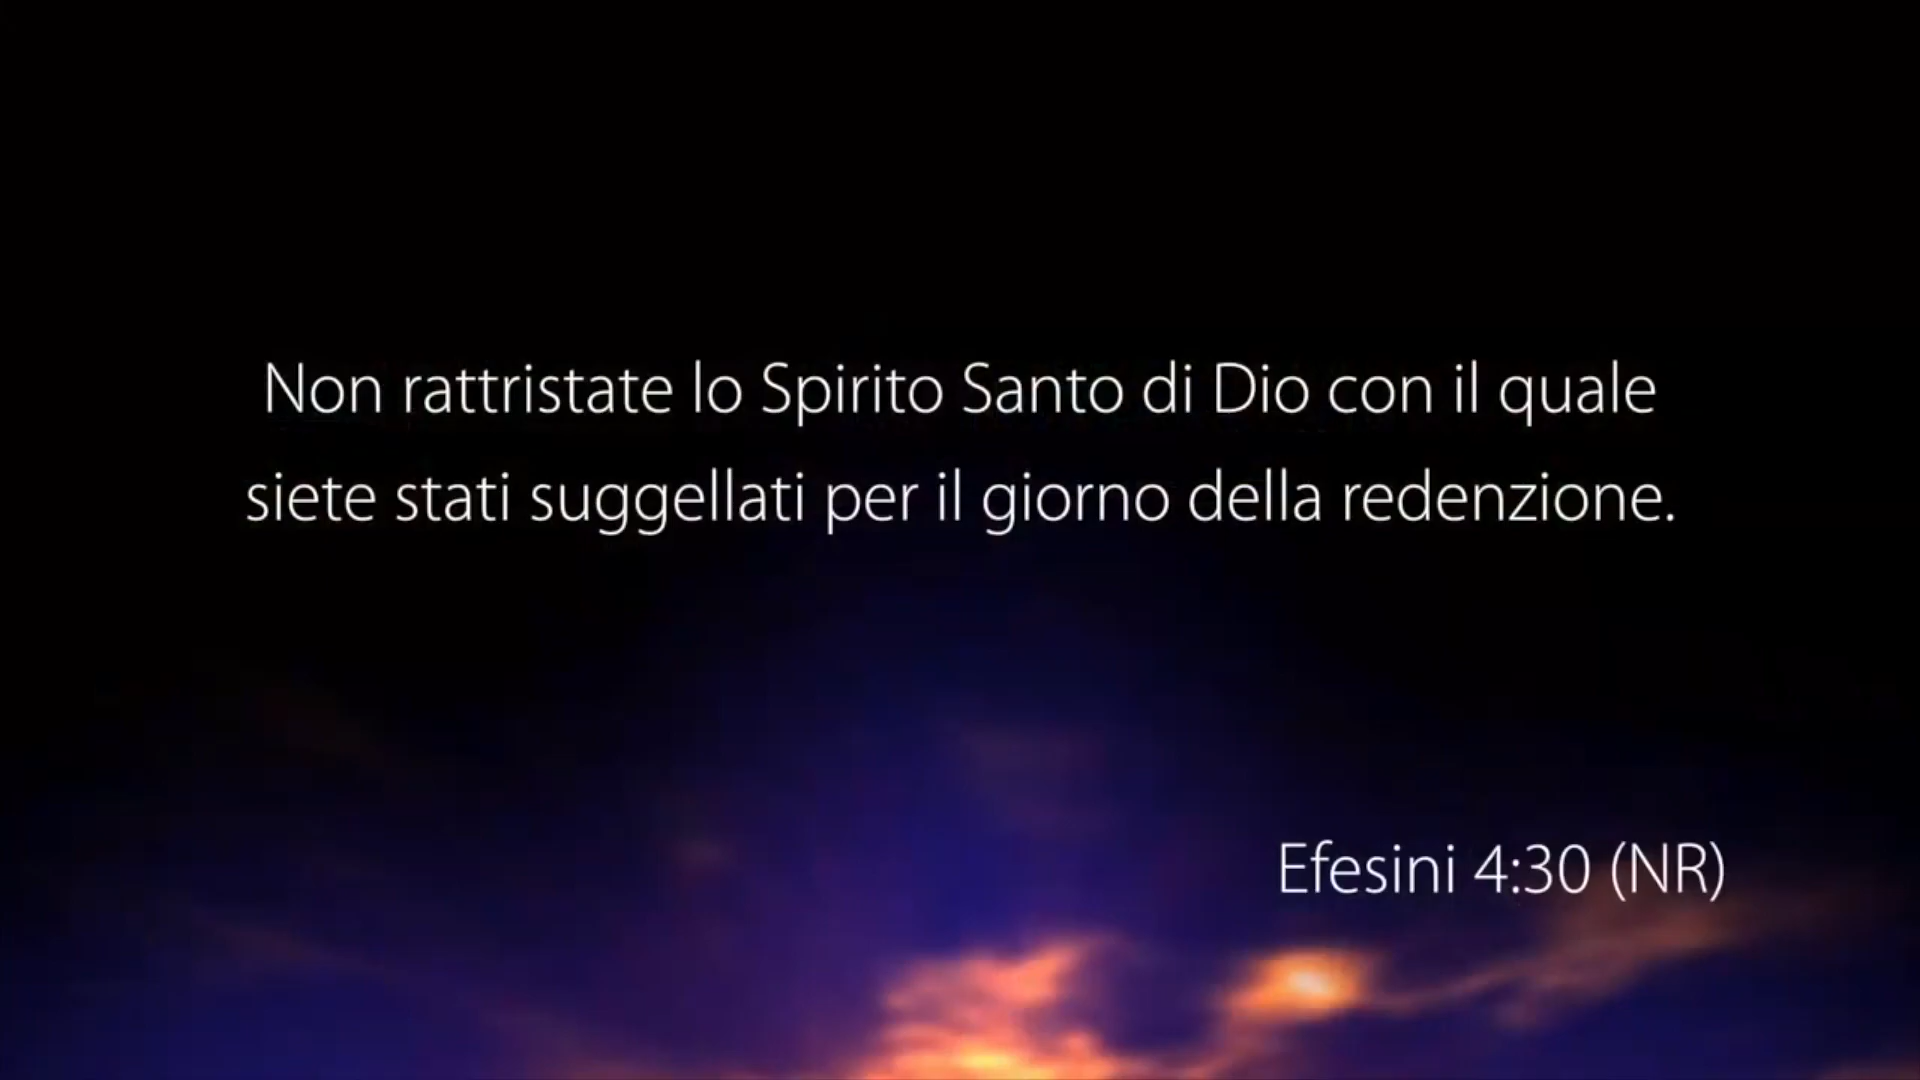 Non rattristate lo Spirito Santo di Dio con il quale
siete stati suggellati per il giorno della redenzione.
Efesini 4:30 (NR)